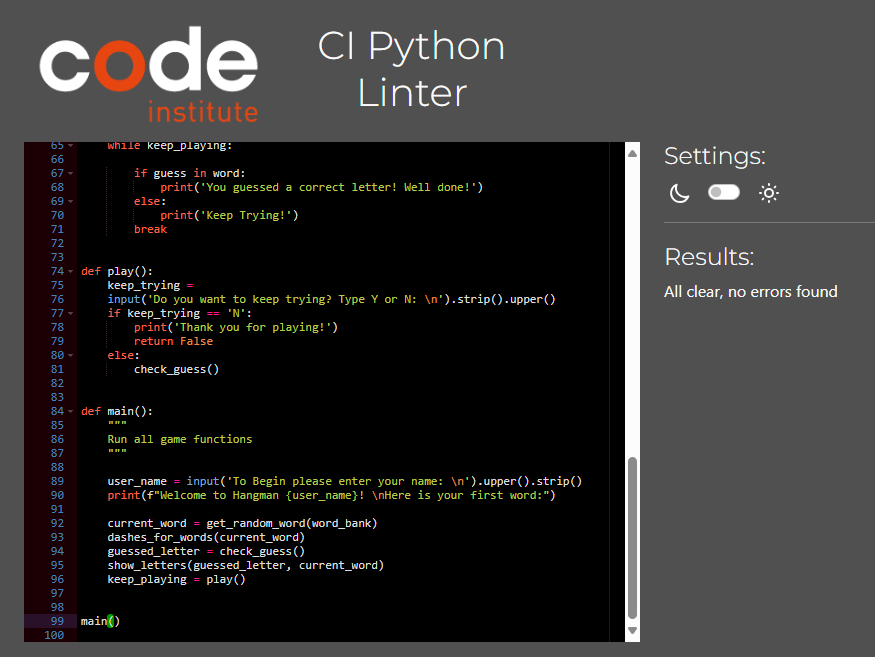 code
institute
CI Python
Linter
65 while keep_playing:
66
67 if guess in word:
68 print('You guessed a correct letter! Well done!')
69 else:
70 print('Keep Trying!')
71 break
72
73
74 def play():
75 keep_trying =
76 input('Do you want to keep trying? Type Y or N: \n').strip().upper()
77 if keep_trying == 'N':
78 print('Thank you for playing!')
79 return False
80 else:
81 check_guess()
82
83
84 def main():
85 """
86 Run all game functions
87 """
88
89 user_name = input('To Begin please enter your name: \n').upper().strip()
90 print(f"Welcome to Hangman {user_name}! \nHere is your first word:")
91
92 current_word = get_random_word(word_bank)
93 dashes_for_words(current_word)
94 guessed_letter = check_guess()
95 show_letters(guessed_letter, current_word)
96 keep_playing = play()
97
98
99 main()
100
Settings:
Results:
All clear, no errors found